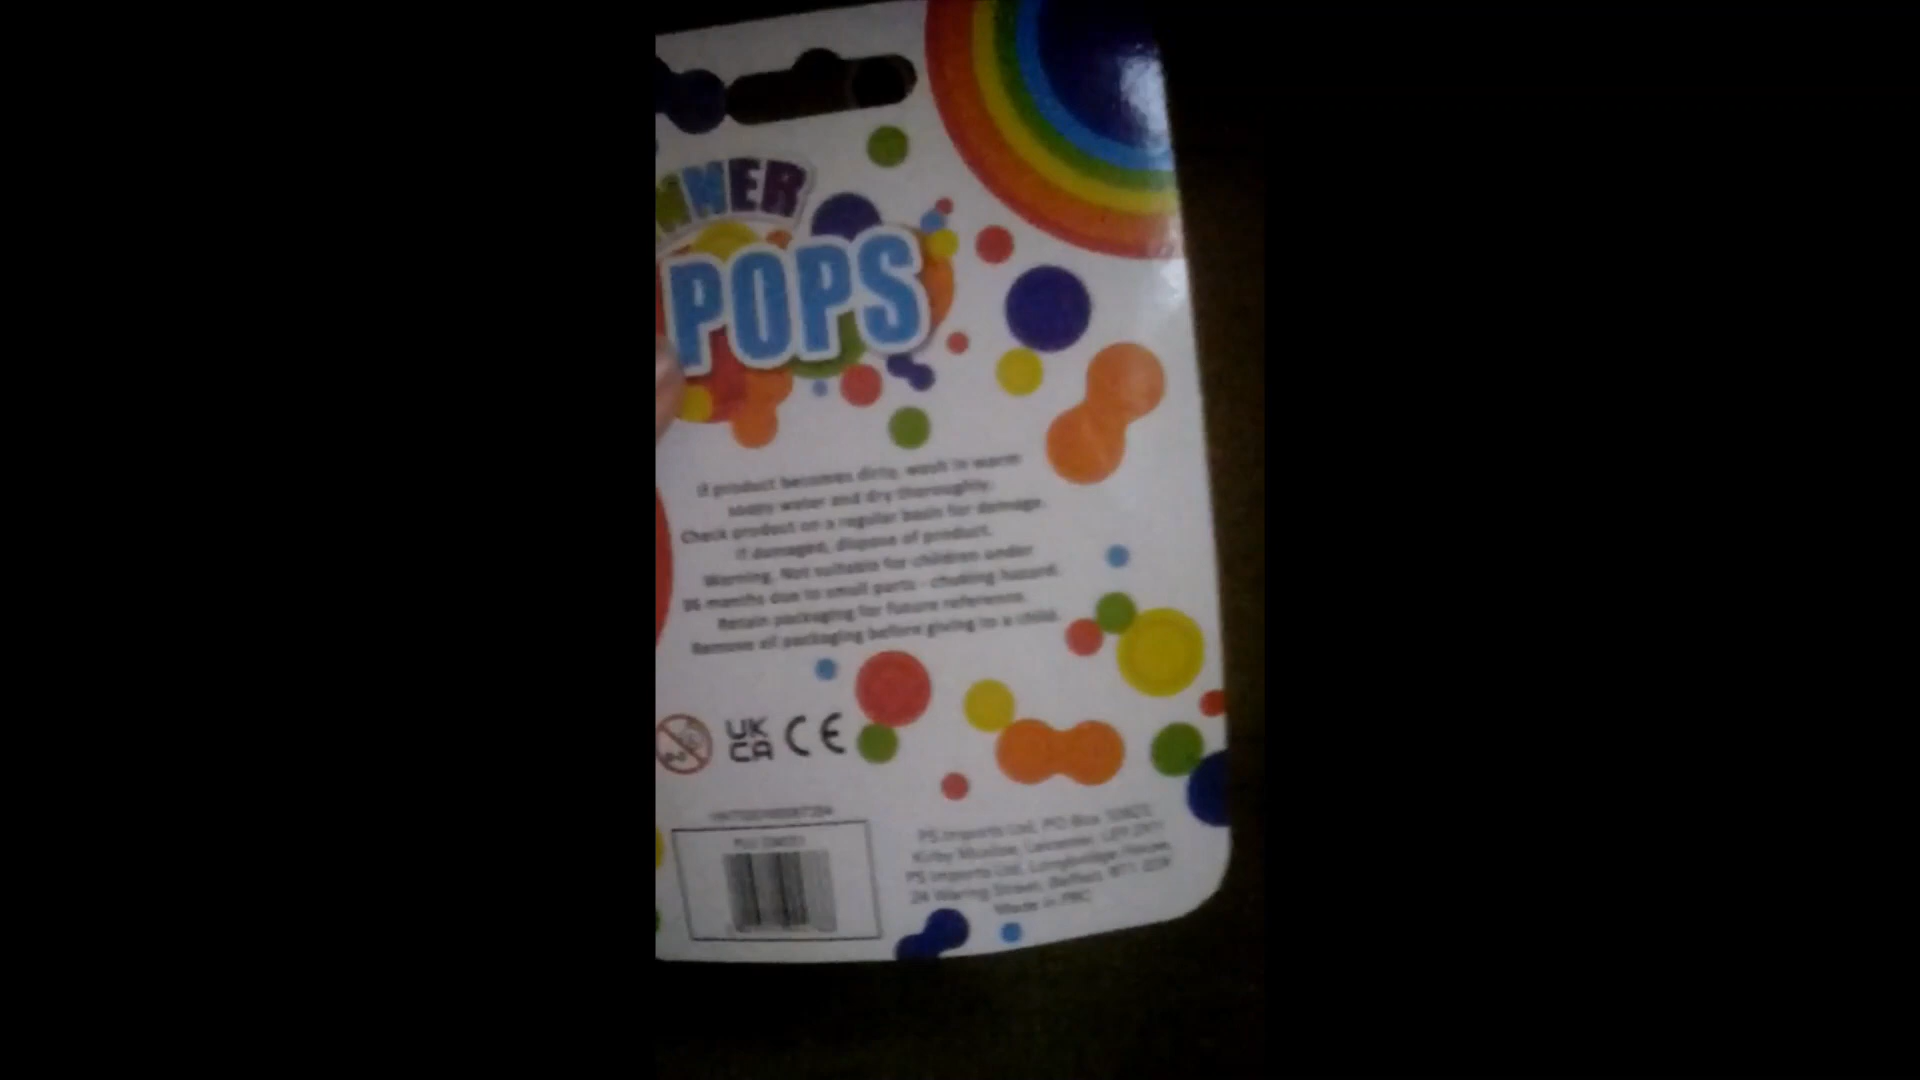 NNER
POPS
If product becomes dirty, wash in warm
soapy water and dry thoroughly.
Check product on a regular basis for damage.
If damaged, dispose of product.
Warning. Not suitable for children under
36 months due to small parts - choking hazard.
Retain packaging for future reference.
Remove all packaging before giving to a child.
UK
CA CE
PS Imports Ltd, PO Box
Kirby Muxloe, Leicester,
PS Imports Ltd, Longbridge House,
24 Waring Street, Belfast, BT1
Made in PRC